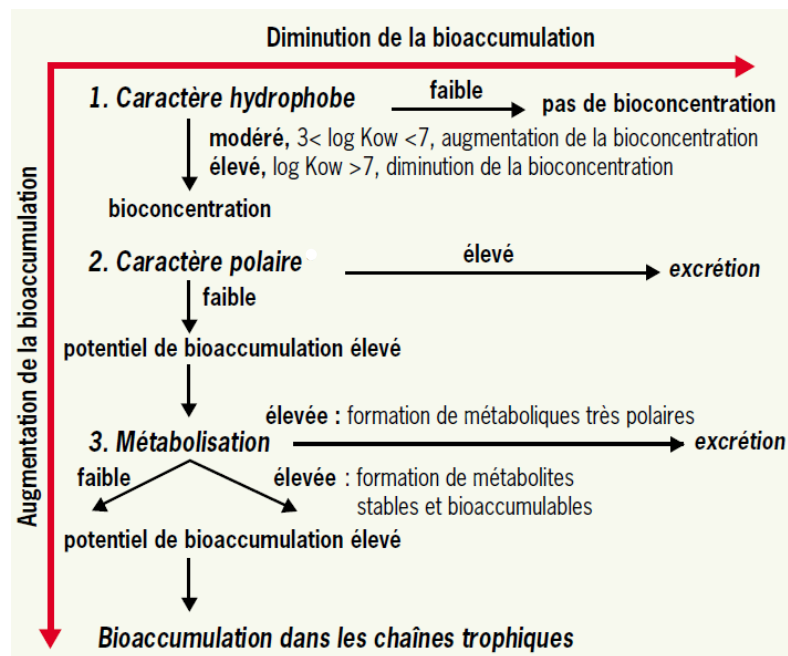 Diminution de la bioaccumulation
Augmentation de la bioaccumulation
1. Caractère hydrophobe
faible
pas de bioconcentration
modéré, 3< log Kow <7, augmentation de la bioconcentration
élevé, log Kow >7, diminution de la bioconcentration
bioconcentration
2. Caractère polaire
élevé
excrétion
faible
potentiel de bioaccumulation élevé
élevée : formation de métaboliques très polaires
3. Métabolisation
excrétion
faible
élevée : formation de métabolites
stables et bioaccumulables
potentiel de bioaccumulation élevé
Bioaccumulation dans les chaînes trophiques